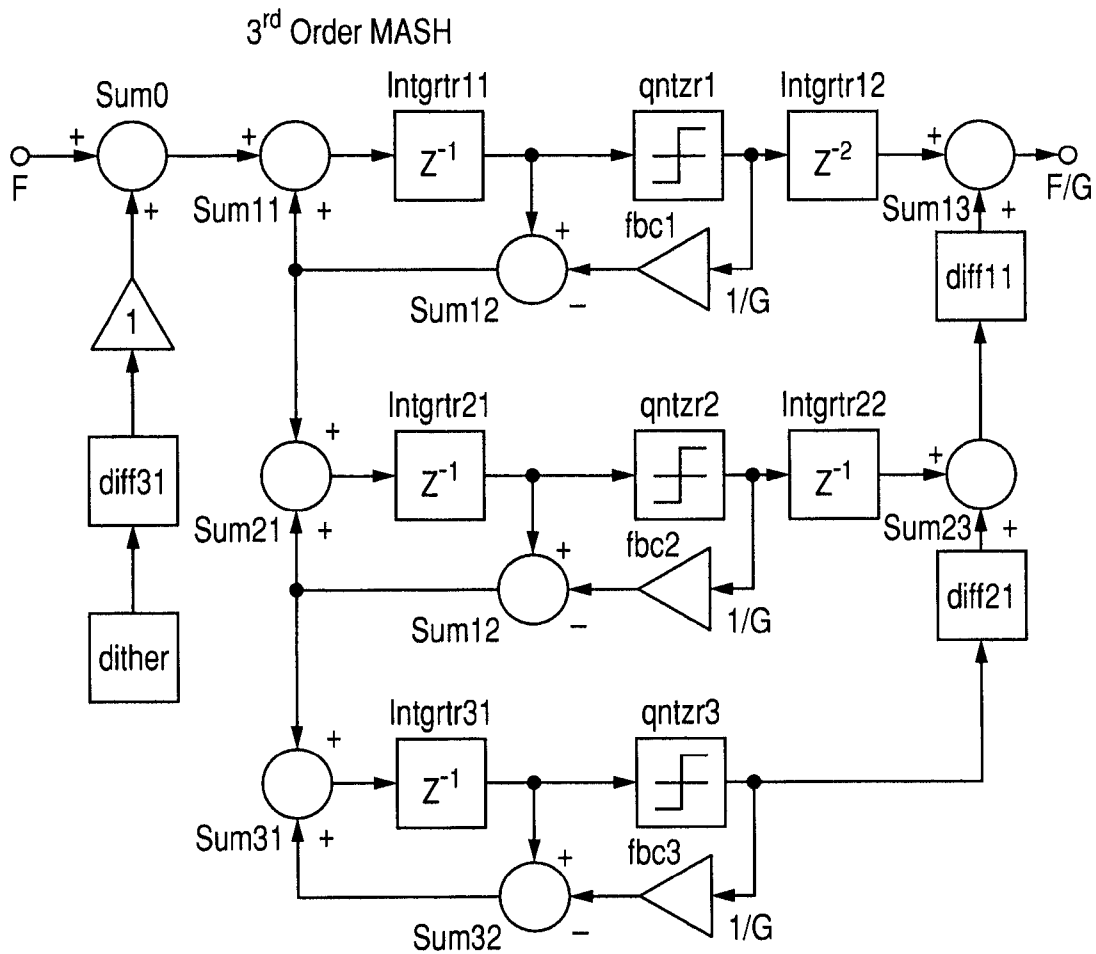 3rd Order MASH
Sum0
Intgrtr11
qntzr1
Intgrtr12
+
+
+
F
Z-1
Z-2
F/G
+
Sum11
+
fbc1
Sum13
+
+
Sum12
–
1/G
diff11
1
Intgrtr21
qntzr2
Intgrtr22
+
+
diff31
Z-1
Z-1
Sum21
+
fbc2
Sum23
+
+
Sum12
–
1/G
diff21
dither
Intgrtr31
qntzr3
+
Z-1
Sum31
+
fbc3
+
Sum32
–
1/G